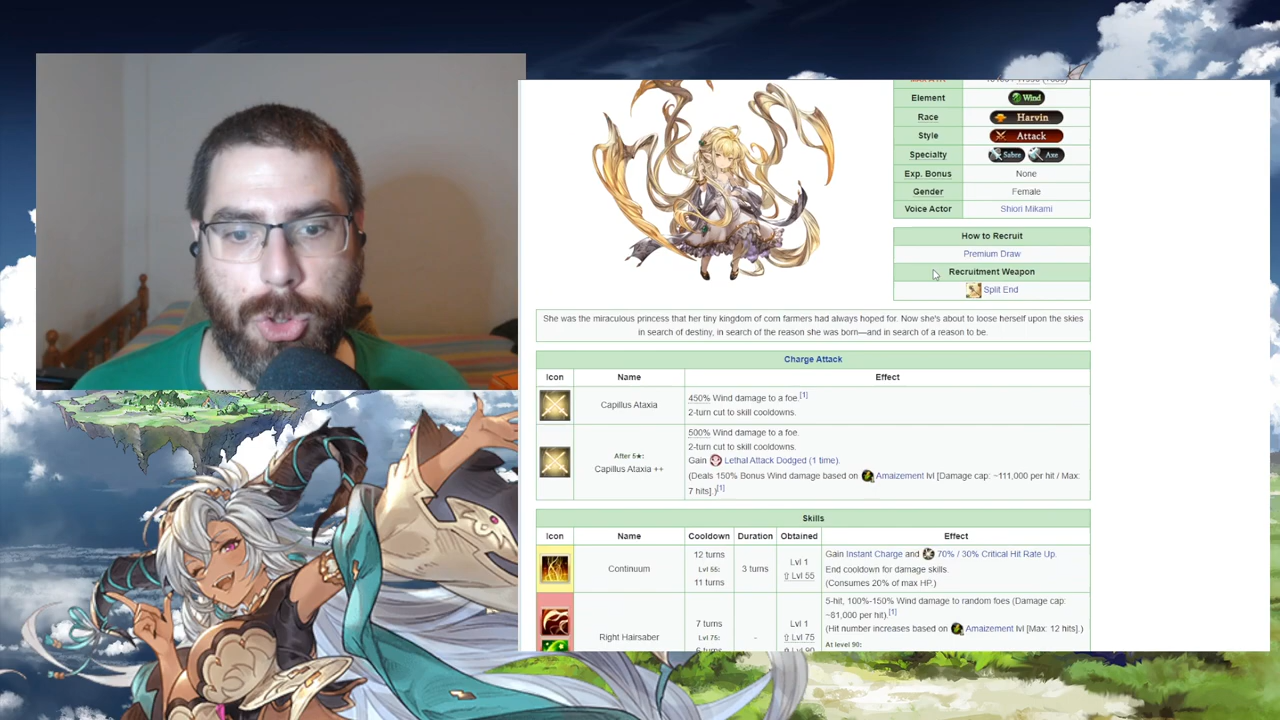 Element Wind
Race Harvin
Style Attack
Specialty Sabre Axe
Exp. Bonus None
Gender Female
Voice Actor Shiori Mikami
How to Recruit
Premium Draw
Recruitment Weapon
Split End
She was the miraculous princess that her tiny kingdom of corn farmers had always hoped for. Now she's about to loose herself upon the skies
in search of destiny, in search of the reason she was born—and in search of a reason to be.
Charge Attack
Icon Name Effect
Capillus Ataxia
450% Wind damage to a foe.[1]
2-turn cut to skill cooldowns.
After 5★:
Capillus Ataxia ++
500% Wind damage to a foe.
2-turn cut to skill cooldowns.
Gain Lethal Attack Dodged (1 time).
(Deals 150% Bonus Wind damage based on Amaizement lvl [Damage cap: ~111,000 per hit / Max:
7 hits].)[1]
Skills
Icon Name Cooldown Duration Obtained Effect
Continuum
12 turns
Lvl 55:
11 turns
3 turns
Lvl 1
⇧ Lvl 55
Gain Instant Charge and 70% / 30% Critical Hit Rate Up.
End cooldown for damage skills.
(Consumes 20% of max HP.)
Right Hairsaber
7 turns
Lvl 75:
6 turns
-
Lvl 1
⇧ Lvl 75
⇧ Lvl 90
5-hit, 100%-150% Wind damage to random foes (Damage cap:
~81,000 per hit).[1]
(Hit number increases based on Amaizement lvl [Max: 12 hits].)
At level 90: